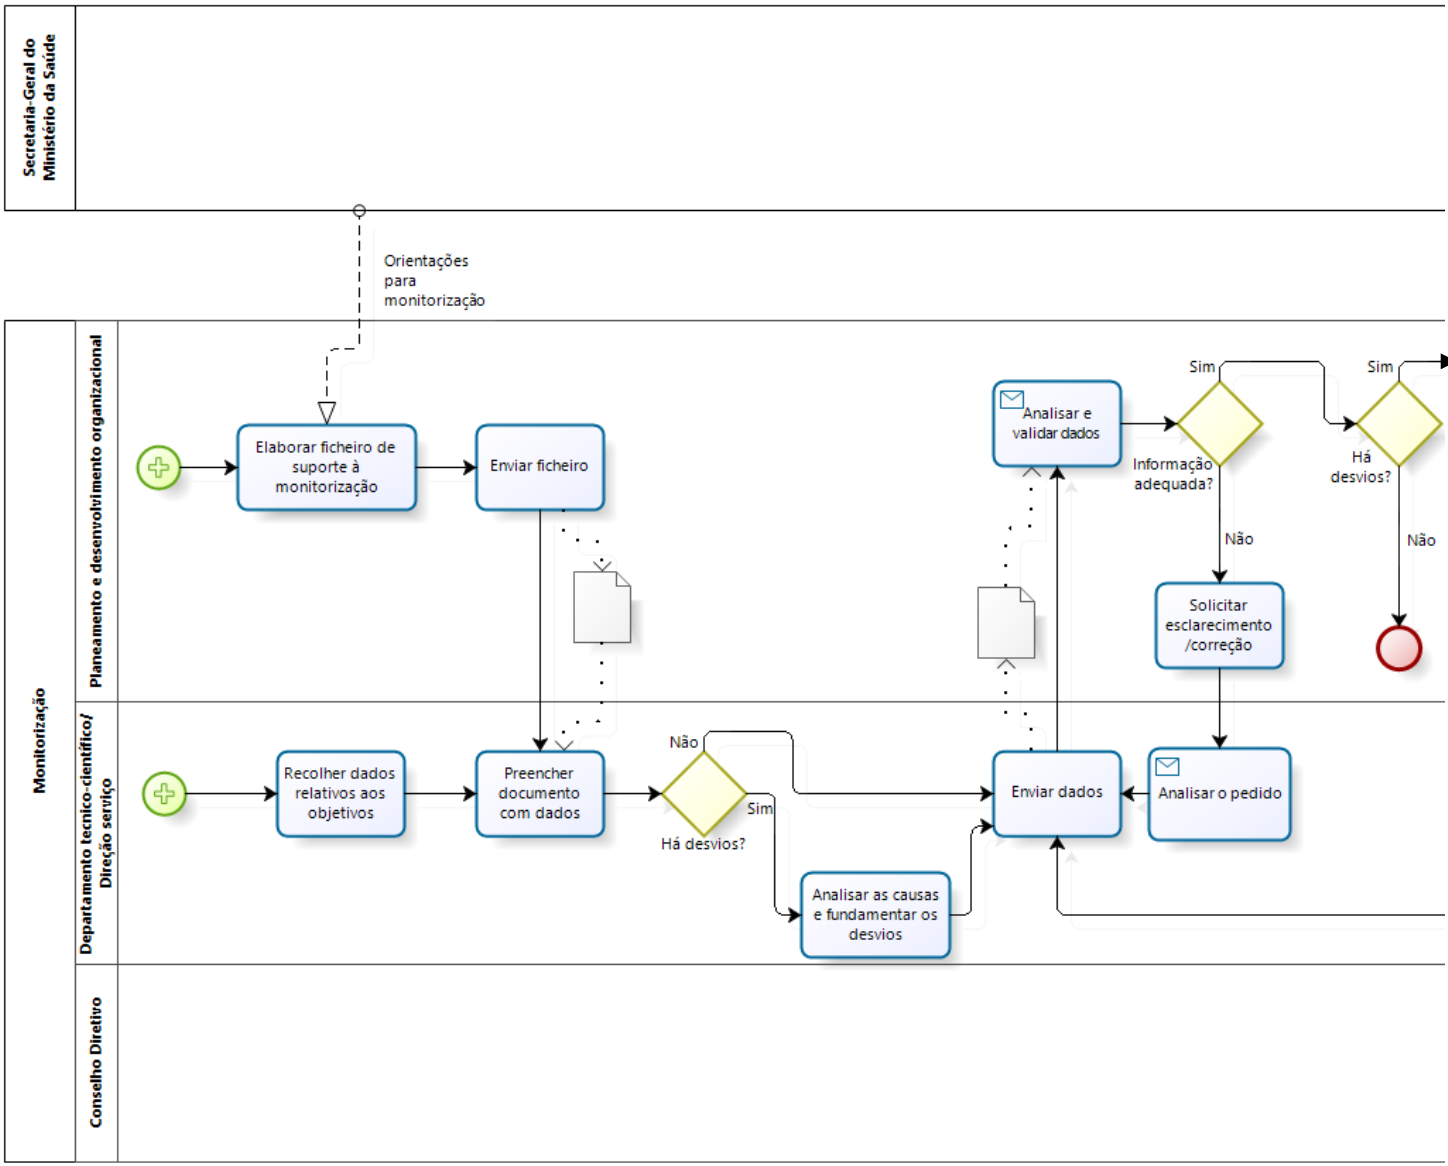 Secretaria-Geral do
Ministério da Saúde
Orientações
para
monitorização
Monitorização
Planeamento e desenvolvimento organizacional
Elaborar ficheiro de
suporte à
monitorização
Enviar ficheiro
Analisar e
validar dados
Sim
Informação
adequada?
Não
Sim
Há
desvios?
Não
Solicitar
esclarecimento
/correção
Departamento tecnico-científico/
Direção serviço
Recolher dados
relativos aos
objetivos
Preencher
documento
com dados
Não
Sim
Há desvios?
Analisar as causas
e fundamentar os
desvios
Enviar dados
Analisar o pedido
Conselho Diretivo